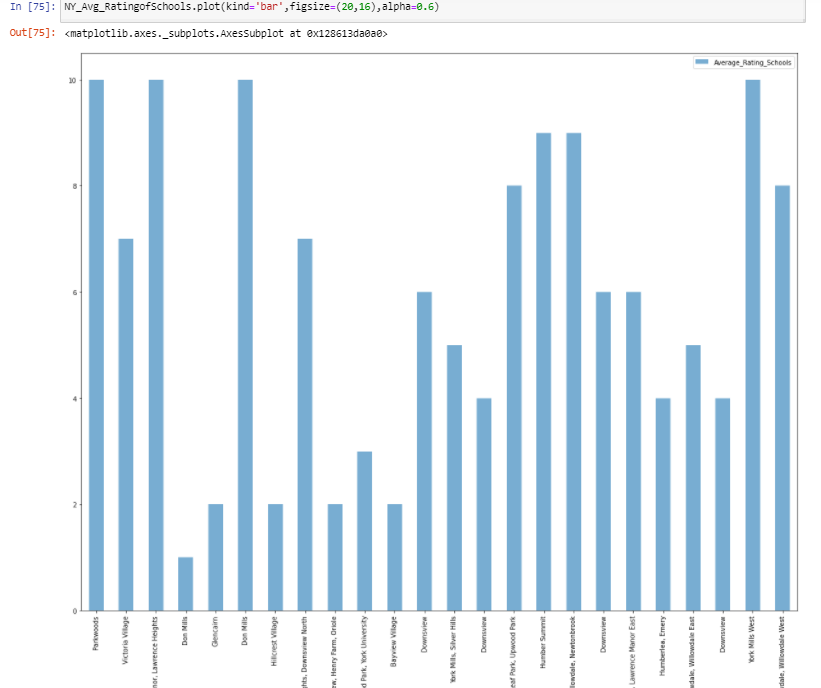 In [75]: NY_Avg_RatingofSchools.plot(kind='bar',figsize=(20,16),alpha=0.6)
Out[75]: <matplotlib.axes._subplots.AxesSubplot at 0x128613da0a0>
Average_Rating_Schools
10
8
6
4
2
0
Parkwoods
Victoria Village
nor, Lawrence Heights
Don Mills
Glencairn
Don Mills
Hillcrest Village
ghts, Downsview North
ew, Henry Farm, Oriole
d Park, York University
Bayview Village
Downsview
York Mills, Silver Hills
Downsview
eaf Park, Upwood Park
Humber Summit
llowdale, Newtonbrook
Downsview
, Lawrence Manor East
Humberlea, Emery
wdale, Willowdale East
Downsview
York Mills West
dale, Willowdale West